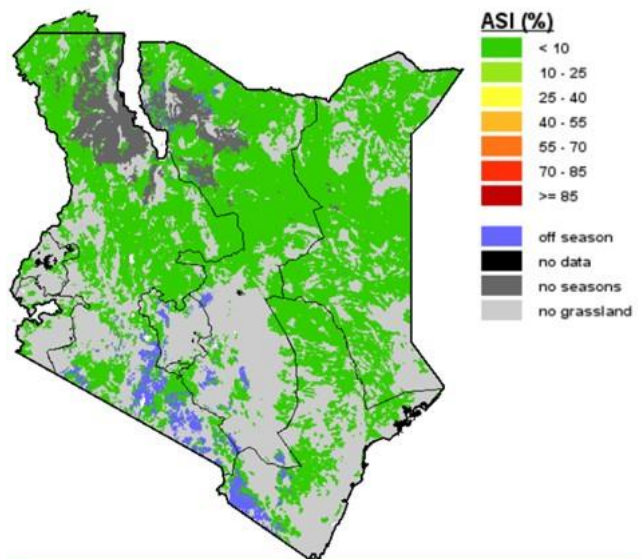 ASI (%)
< 10
10 - 25
25 - 40
40 - 55
55 - 70
70 - 85
>= 85
off season
no data
no seasons
no grassland